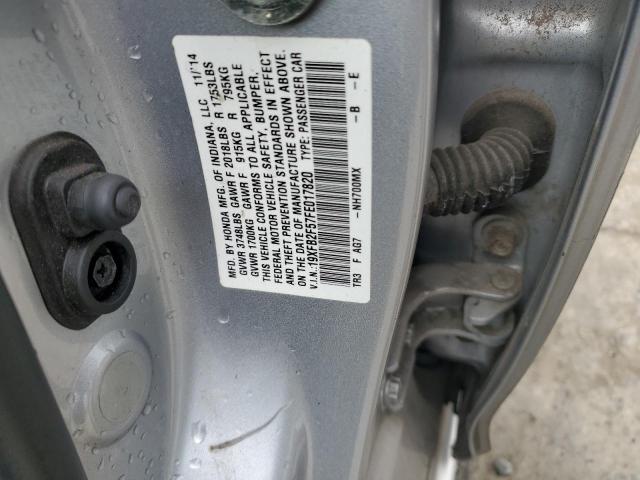 MFD. BY HONDA MFG. OF INDIANA, LLC 11/14
GVWR 3748LBS GAWR F 2018LBS R 1753LBS
GVWR 1700KG GAWR F 915KG R 795KG
THIS VEHICLE CONFORMS TO ALL APPLICABLE
FEDERAL MOTOR VEHICLE SAFETY, BUMPER,
AND THEFT PREVENTION STANDARDS IN EFFECT
ON THE DATE OF MANUFACTURE SHOWN ABOVE.
V.I.N.:19XFB2F57FE017820 TYPE: PASSENGER CAR
TR3 F AG7 -NH700MX -B -E